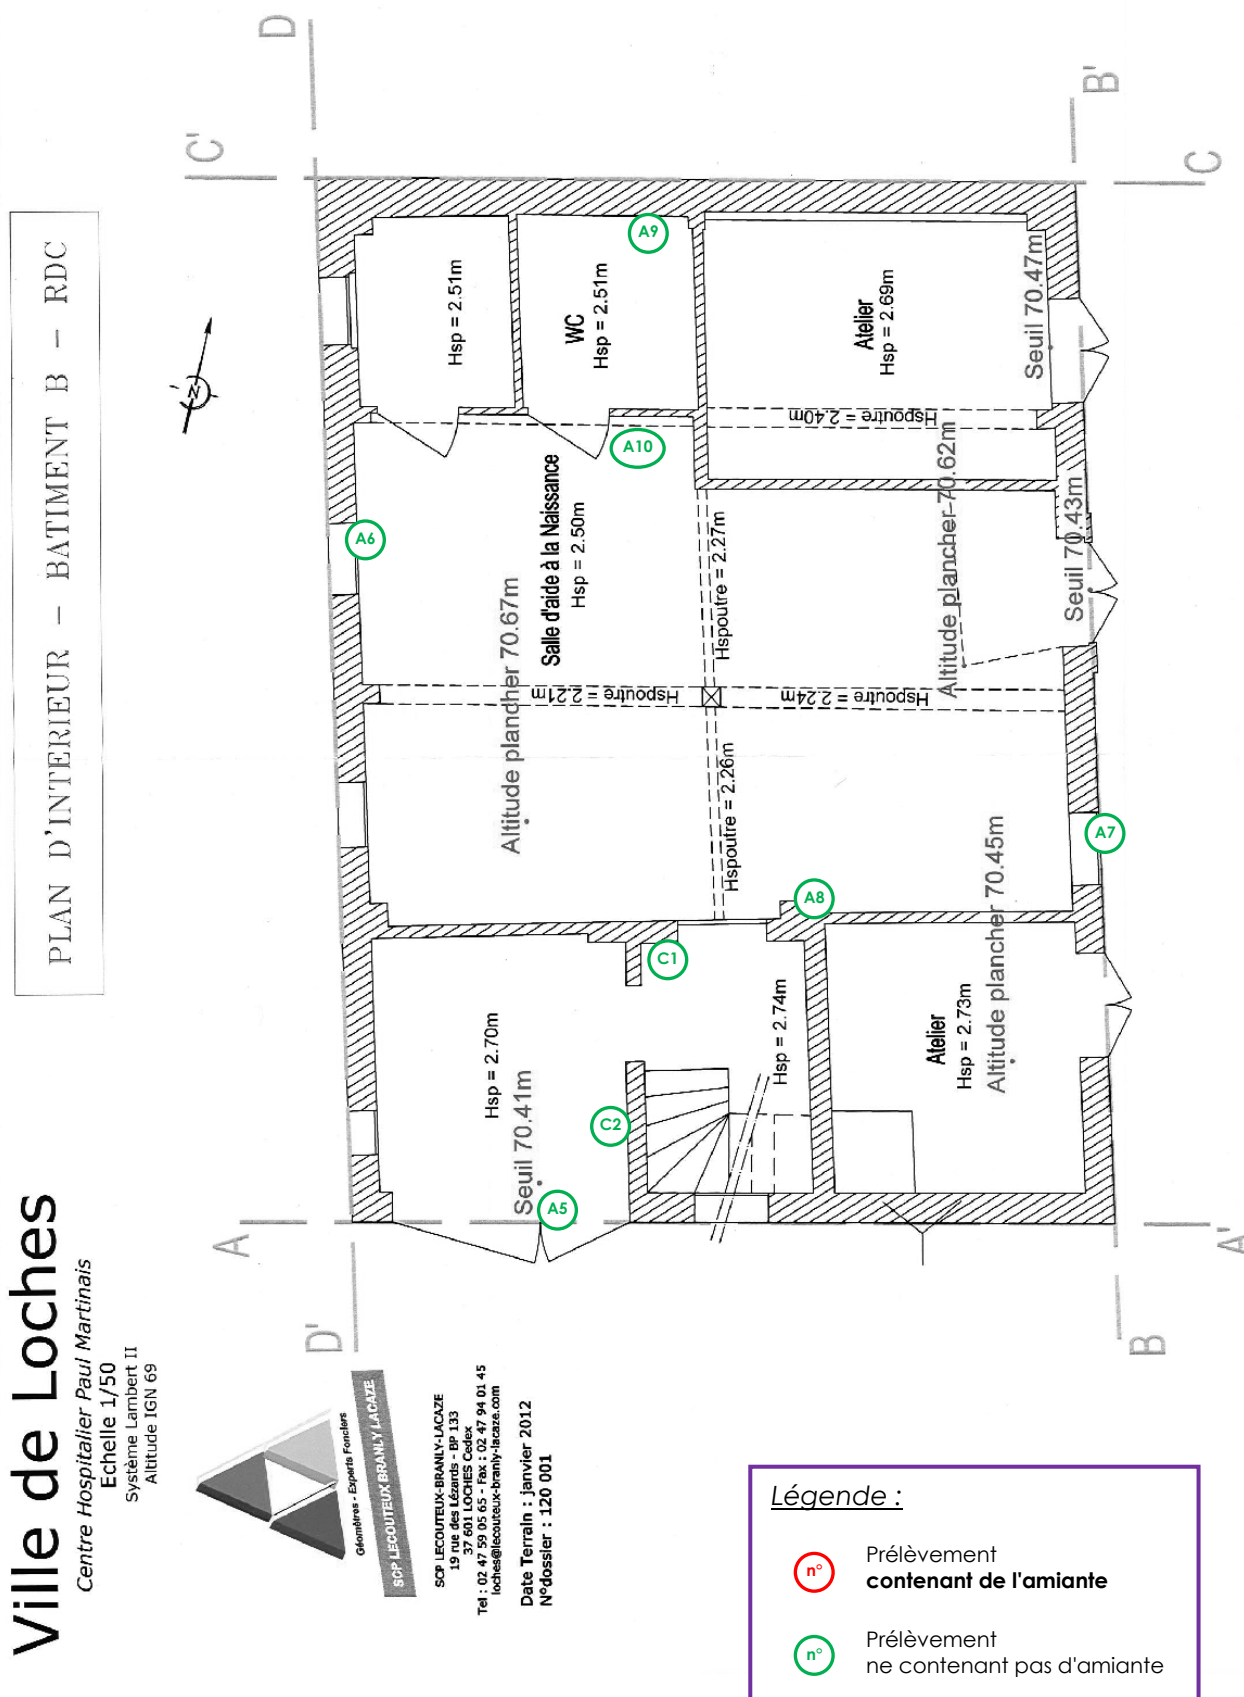 PLAN D'INTERIEUR – BATIMENT B – RDC
Ville de Loches
Centre Hospitalier Paul Martinais
Echelle 1/50
Système Lambert II
Altitude IGN 69
Géomètres - Experts Fonciers
SCP LECOUTEUX BRANLY LACAZE
SCP LECOUTEUX-BRANLY-LACAZE
19 rue des Lézards - BP 133
37 601 LOCHES Cedex
Tel : 02 47 59 05 65 - Fax : 02 47 94 01 45
loches@lecouteux-branly-lacaze.com
Date Terrain : janvier 2012
N°dossier : 120 001
D
C'
B'
C
N
Hsp = 2.51m
WC
Hsp = 2.51m
A9
Atelier
Hsp = 2.69m
Seuil 70.47m
Hspoutre = 2.40m
A10
A6
Salle d'aide à la Naissance
Hsp = 2.50m
Altitude plancher 70.67m
Hspoutre = 2.27m
Altitude plancher 70.62m
Seuil 70.43m
Hspoutre = 2.21m
Hspoutre = 2.24m
Hspoutre = 2.26m
A7
A8
C1
Hsp = 2.70m
Seuil 70.41m
C2
A5
Hsp = 2.74m
Atelier
Hsp = 2.73m
Altitude plancher 70.45m
A
A'
D'
B
Légende :
n°
Prélèvement
contenant de l'amiante
n°
Prélèvement
ne contenant pas d'amiante